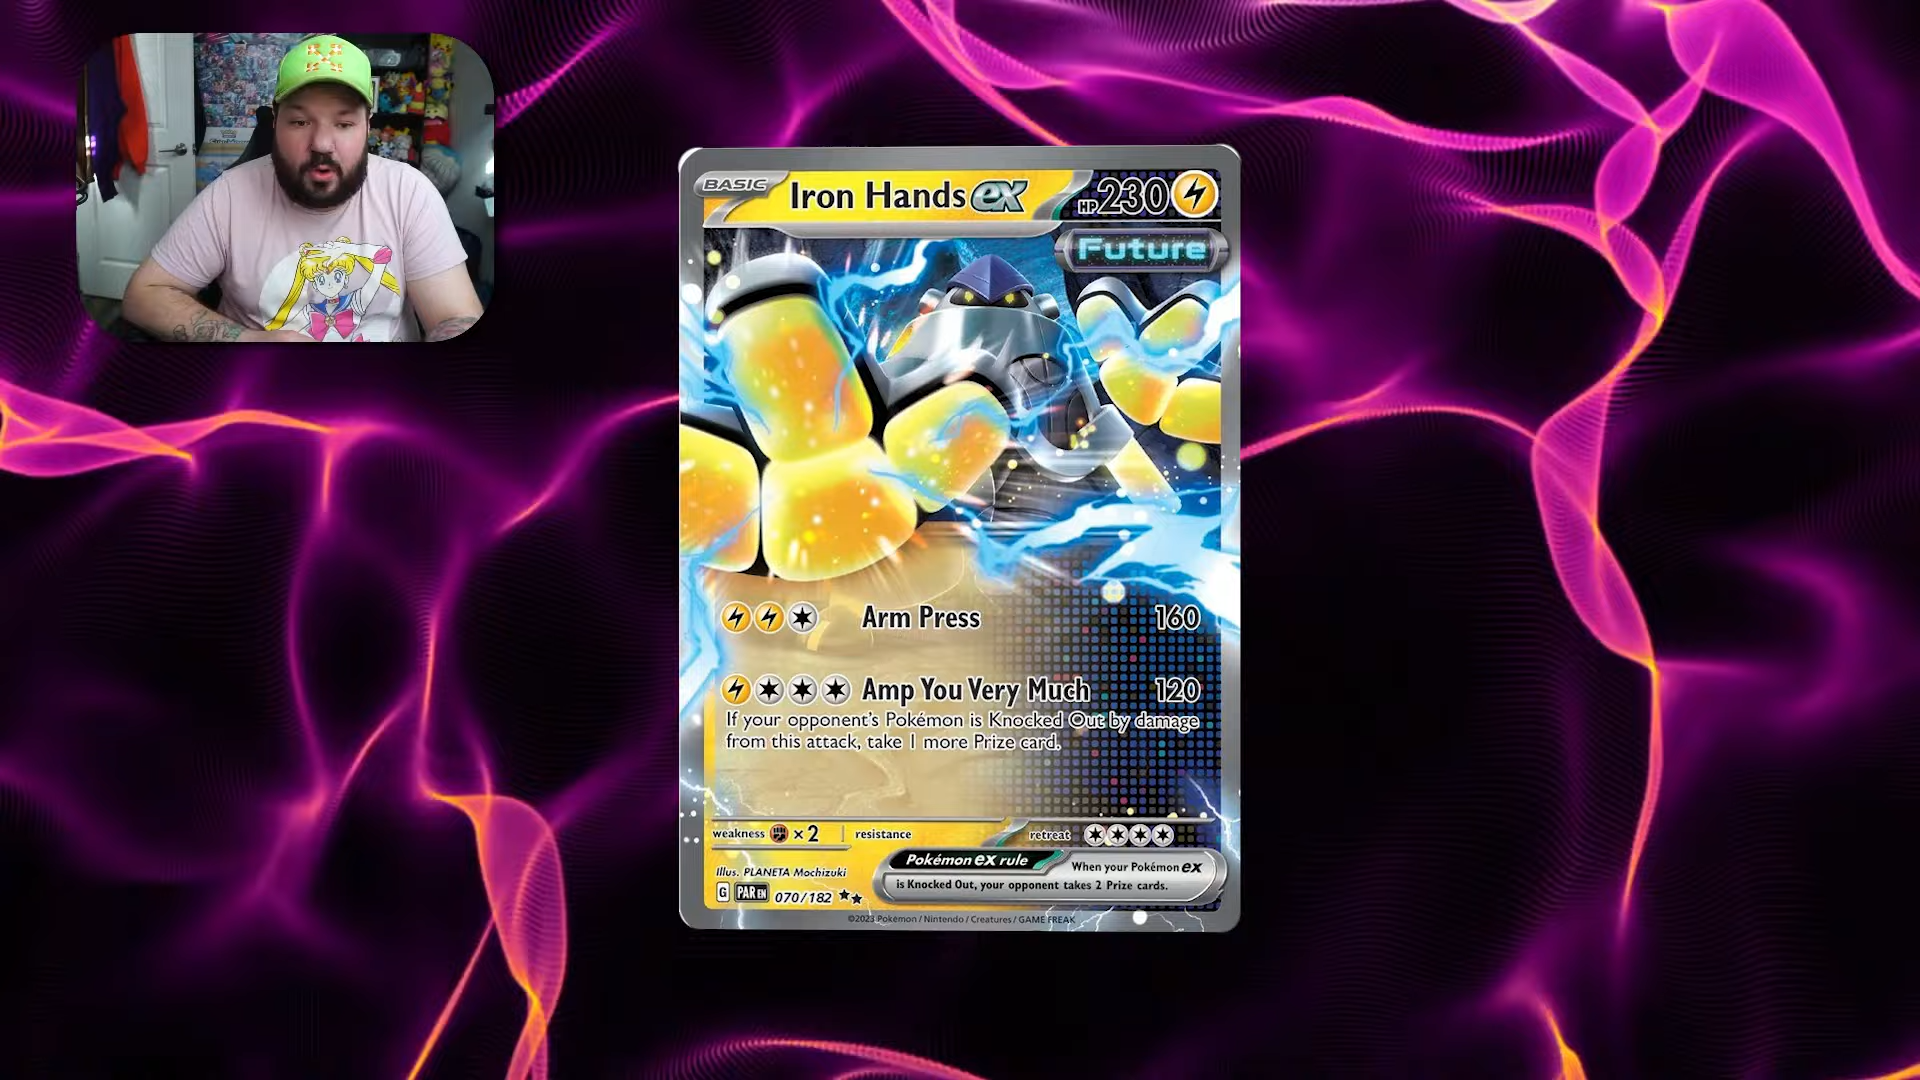 BASIC Iron Hands ex HP 230
Future
Arm Press 160
Amp You Very Much 120
If your opponent's Pokémon is Knocked Out by damage
from this attack, take 1 more Prize card.
weakness × 2 resistance retreat
Pokémon ex rule When your Pokémon ex
is Knocked Out, your opponent takes 2 Prize cards.
Illus. PLANETA Mochizuki
G PAR EN 070/182
©2023 Pokémon / Nintendo / Creatures / GAME FREAK